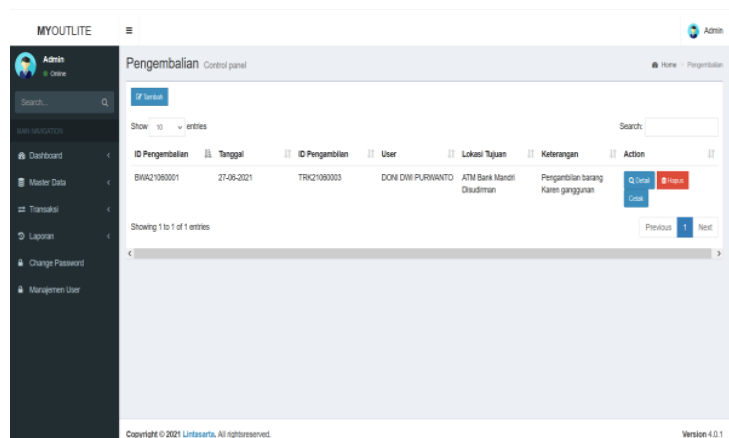 MYOUTLITE
Admin
Admin
Online
Pengembalian Control panel
Home > Pengembalian
Search...
Tambah
MAIN NAVIGATION
Show 10 entries
Search:
Dashboard
Master Data
Transaksi
Laporan
Change Password
Manajemen User
ID Pengembalian Tanggal ID Pengambilan User Lokasi Tujuan Keterangan Action
BWA21060001 27-06-2021 TRK21060003 DONI DWI PURWANTO ATM Bank Mandiri Disudirman Pengambilan barang Karen ganggunan Detail Hapus
Cetak
Showing 1 to 1 of 1 entries
Previous 1 Next
Copyright © 2021 Lintasarta. All rightsreserved.
Version 4.0.1